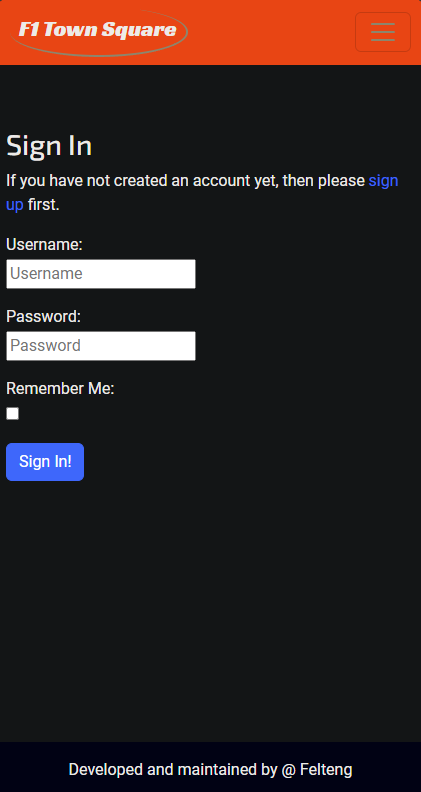 F1 Town Square
Sign In
If you have not created an account yet, then please sign
up first.
Username:
Username
Password:
Password
Remember Me:
Sign In!
Developed and maintained by @ Felteng